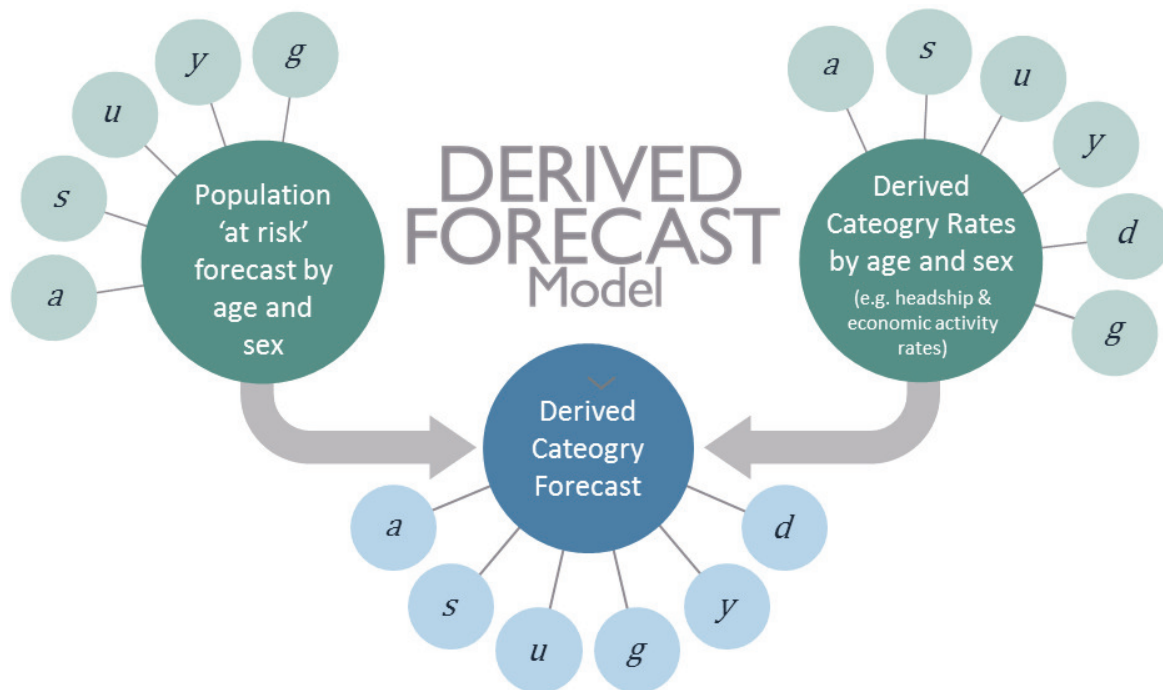 y
g
u
s
a
Population
‘at risk’
forecast by
age and
sex
DERIVED
FORECAST
Model
a
s
u
y
d
g
Derived
Cateogry Rates
by age and sex
(e.g. headship &
economic activity
rates)
Derived
Cateogry
Forecast
a
s
u
g
y
d